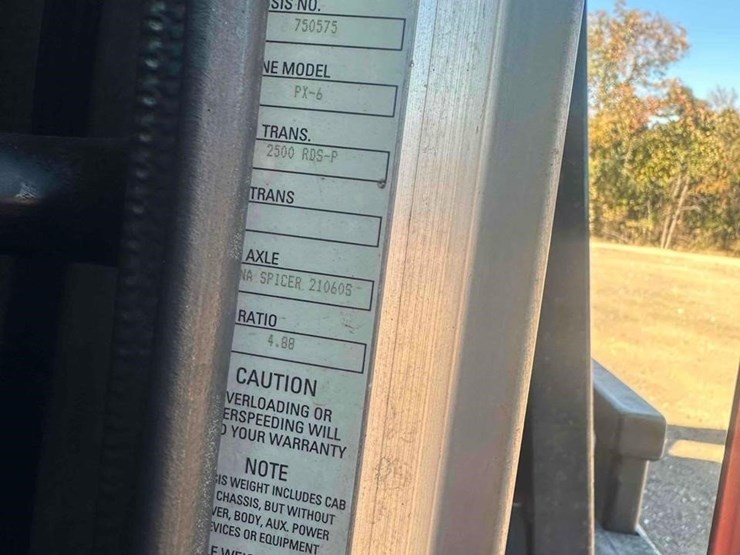 SIS NO.
750575
NE MODEL
PX-6
TRANS.
2500 RDS-P
TRANS
AXLE
NA SPICER 21060S
RATIO
4.88
CAUTION
VERLOADING OR
ERSPEEDING WILL
D YOUR WARRANTY
NOTE
SIS WEIGHT INCLUDES CAB
CHASSIS, BUT WITHOUT
VER, BODY, AUX. POWER
EVICES OR EQUIPMENT